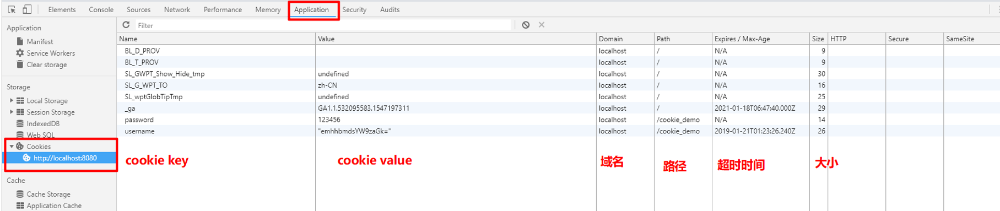 Elements Console Sources Network Performance Memory Application Security Audits
Application
Manifest
Service Workers
Clear storage
Storage
Local Storage
Session Storage
IndexedDB
Web SQL
Cookies
http://localhost:8080
Cache
Cache Storage
Application Cache
Filter
Name Value Domain Path Expires / Max-Age Size HTTP Secure SameSite
BL_D_PROV localhost / N/A 9
BL_T_PROV localhost / N/A 9
SL_GWPT_Show_Hide_tmp undefined localhost / N/A 30
SL_G_WPT_TO zh-CN localhost / N/A 16
SL_wptGlobTipTmp undefined localhost / N/A 25
_ga GA1.1.532095583.1547197311 localhost / 2021-01-18T06:47:40.000Z 29
password 123456 localhost /cookie_demo N/A 14
username "emhhbmdsYW9zaGk=" localhost /cookie_demo 2019-01-21T01:23:26.240Z 26
cookie key cookie value 域名 路径 超时时间 大小